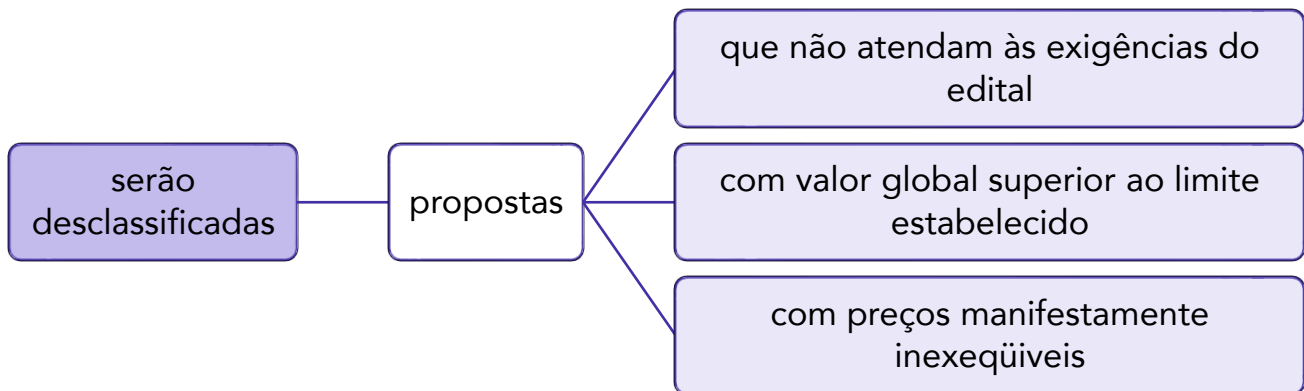 serão
desclassificadas
propostas
que não atendam às exigências do
edital
com valor global superior ao limite
estabelecido
com preços manifestamente
inexeqüiveis